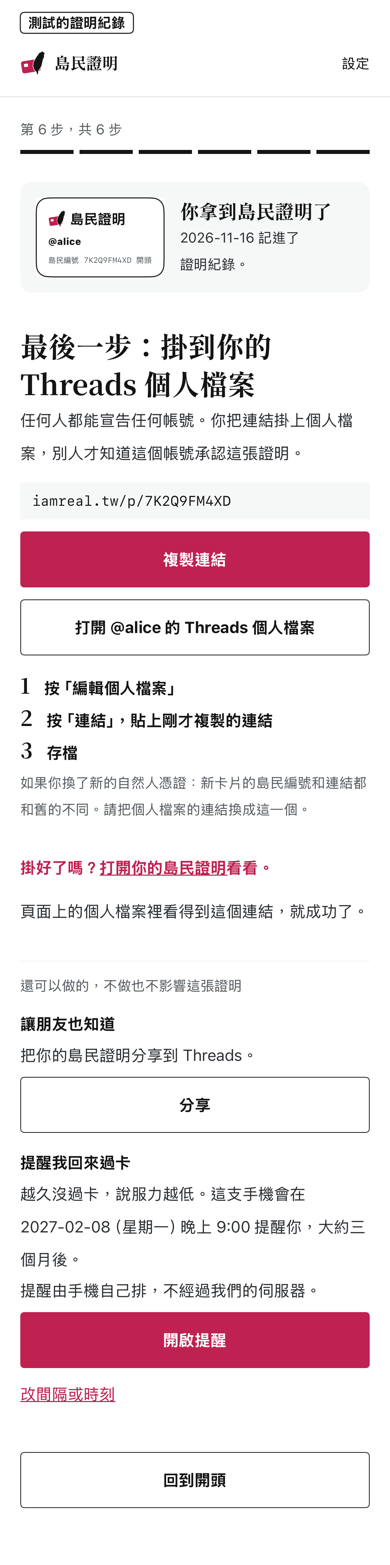 測試的證明紀錄
島民證明
設定
第 6 步，共 6 步
島民證明
@alice
島民編號 7K2Q9FM4XD 開頭
你拿到島民證明了
2026-11-16 記進了
證明紀錄。
最後一步：掛到你的
Threads 個人檔案
任何人都能宣告任何帳號。你把連結掛上個人檔
案，別人才知道這個帳號承認這張證明。
iamreal.tw/p/7K2Q9FM4XD
複製連結
打開 @alice 的 Threads 個人檔案
1 按「編輯個人檔案」
2 按「連結」，貼上剛才複製的連結
3 存檔
如果你換了新的自然人憑證：新卡片的島民編號和連結都
和舊的不同。請把個人檔案的連結換成這一個。
掛好了嗎？打開你的島民證明看看。
頁面上的個人檔案裡看得到這個連結，就成功了。
還可以做的，不做也不影響這張證明
讓朋友也知道
把你的島民證明分享到 Threads。
分享
提醒我回來過卡
越久沒過卡，說服力越低。這支手機會在
2027-02-08 (星期一) 晚上 9:00 提醒你，大約三
個月後。
提醒由手機自己排，不經過我們的伺服器。
開啟提醒
改間隔或時刻
回到開頭